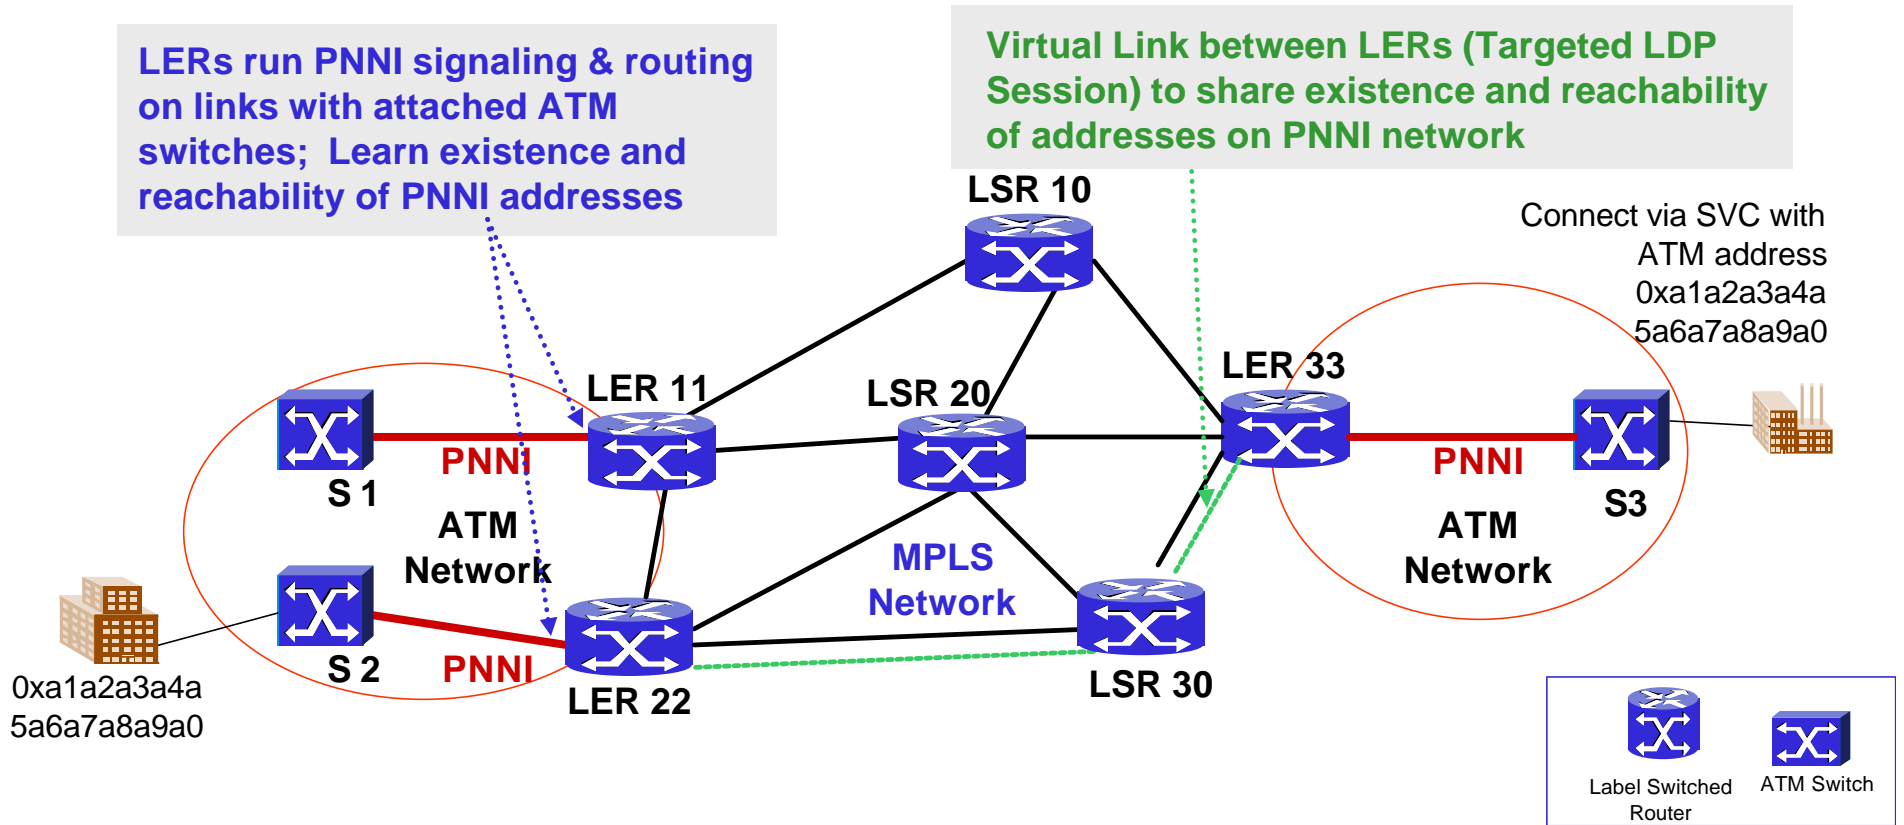 LERs run PNNI signaling & routing
on links with attached ATM
switches;  Learn existence and
reachability of PNNI addresses
Virtual Link between LERs (Targeted LDP
Session) to share existence and reachability
of addresses on PNNI network
LSR 10
Connect via SVC with
ATM address
0xa1a2a3a4a
5a6a7a8a9a0
LER 11
LSR 20
LER 33
PNNI
PNNI
S 1
S3
ATM
Network
ATM
Network
MPLS
Network
S 2
PNNI
LER 22
LSR 30
0xa1a2a3a4a
5a6a7a8a9a0
Label Switched
Router
ATM Switch